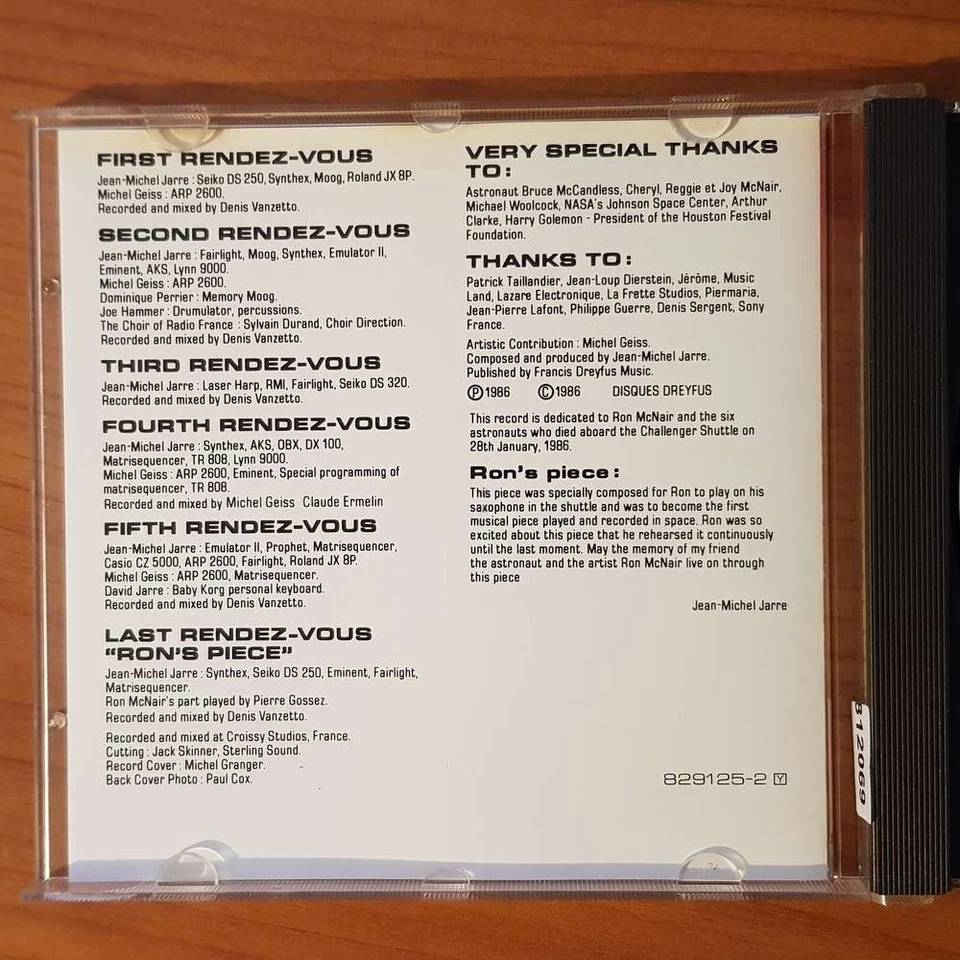 FIRST RENDEZ-VOUS
Jean-Michel Jarre : Seiko DS 250, Synthex, Moog, Roland JX 8P.
Michel Geiss : ARP 2600.
Recorded and mixed by Denis Vanzetto.
SECOND RENDEZ-VOUS
Jean-Michel Jarre : Fairlight, Moog, Synthex, Emulator II,
Eminent, AKS, Lynn 9000.
Michel Geiss : ARP 2600.
Dominique Perrier : Memory Moog.
Joe Hammer : Drumulator, percussions.
The Choir of Radio France : Sylvain Durand, Choir Direction.
Recorded and mixed by Denis Vanzetto.
THIRD RENDEZ-VOUS
Jean-Michel Jarre : Laser Harp, RMI, Fairlight, Seiko DS 320.
Recorded and mixed by Denis Vanzetto.
FOURTH RENDEZ-VOUS
Jean-Michel Jarre : Synthex, AKS, OBX, DX 100,
Matrisequencer, TR 808, Lynn 9000.
Michel Geiss : ARP 2600, Eminent, Special programming of
matrisequencer, TR 808.
Recorded and mixed by Michel Geiss Claude Ermelin
FIFTH RENDEZ-VOUS
Jean-Michel Jarre : Emulator II, Prophet, Matrisequencer,
Casio CZ 5000, ARP 2600, Fairlight, Roland JX 8P.
Michel Geiss : ARP 2600, Matrisequencer.
David Jarre : Baby Korg personal keyboard.
Recorded and mixed by Denis Vanzetto.
LAST RENDEZ-VOUS
"RON'S PIECE"
Jean-Michel Jarre : Synthex, Seiko DS 250, Eminent, Fairlight,
Matrisequencer.
Ron McNair's part played by Pierre Gossez.
Recorded and mixed by Denis Vanzetto.
Recorded and mixed at Croissy Studios, France.
Cutting : Jack Skinner, Sterling Sound.
Record Cover : Michel Granger.
Back Cover Photo : Paul Cox.
VERY SPECIAL THANKS
TO :
Astronaut Bruce McCandless, Cheryl, Reggie et Joy McNair,
Michael Woolcock, NASA's Johnson Space Center, Arthur
Clarke, Harry Golemon - President of the Houston Festival
Foundation.
THANKS TO :
Patrick Taillandier, Jean-Loup Dierstein, Jérôme, Music
Land, Lazare Electronique, La Frette Studios, Piermaria,
Jean-Pierre Lafont, Philippe Guerre, Denis Sergent, Sony
France.
Artistic Contribution : Michel Geiss.
Composed and produced by Jean-Michel Jarre.
Published by Francis Dreyfus Music.
Ⓟ 1986 Ⓒ 1986 DISQUES DREYFUS
This record is dedicated to Ron McNair and the six
astronauts who died aboard the Challenger Shuttle on
28th January, 1986.
Ron's piece :
This piece was specially composed for Ron to play on his
saxophone in the shuttle and was to become the first
musical piece played and recorded in space. Ron was so
excited about this piece that he rehearsed it continously
until the last moment. May the memory of my friend
the astronaut and the artist Ron McNair live on through
this piece
Jean-Michel Jarre
829125-2 Y
312069